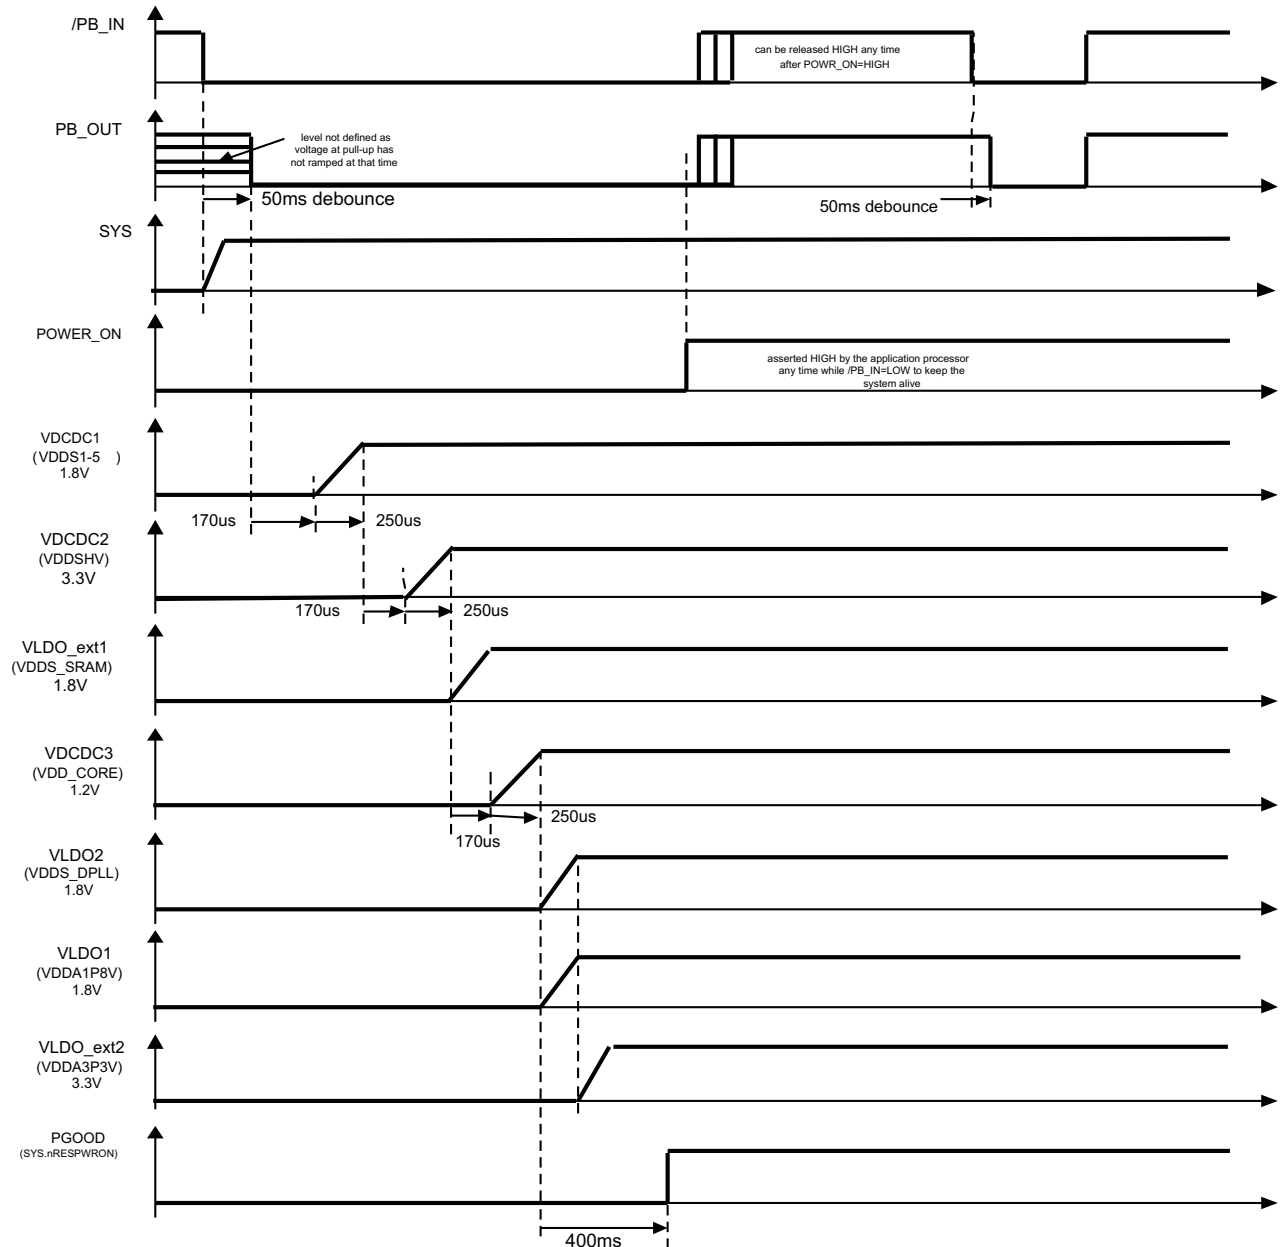 /PB_IN
can be released HIGH any time
after POWR_ON=HIGH
PB_OUT
level not defined as
voltage at pull-up has
not ramped at that time
50ms debounce
50ms debounce
SYS
POWER_ON
asserted HIGH by the application processor
any time while /PB_IN=LOW to keep the
system alive
VDCDC1
(VDDS1-5 )
1.8V
170us
250us
VDCDC2
(VDDSHV)
3.3V
170us
250us
VLDO_ext1
(VDDS_SRAM)
1.8V
VDCDC3
(VDD_CORE)
1.2V
250us
170us
VLDO2
(VDDS_DPLL)
1.8V
VLDO1
(VDDA1P8V)
1.8V
VLDO_ext2
(VDDA3P3V)
3.3V
PGOOD
(SYS.nRESPWRON)
400ms